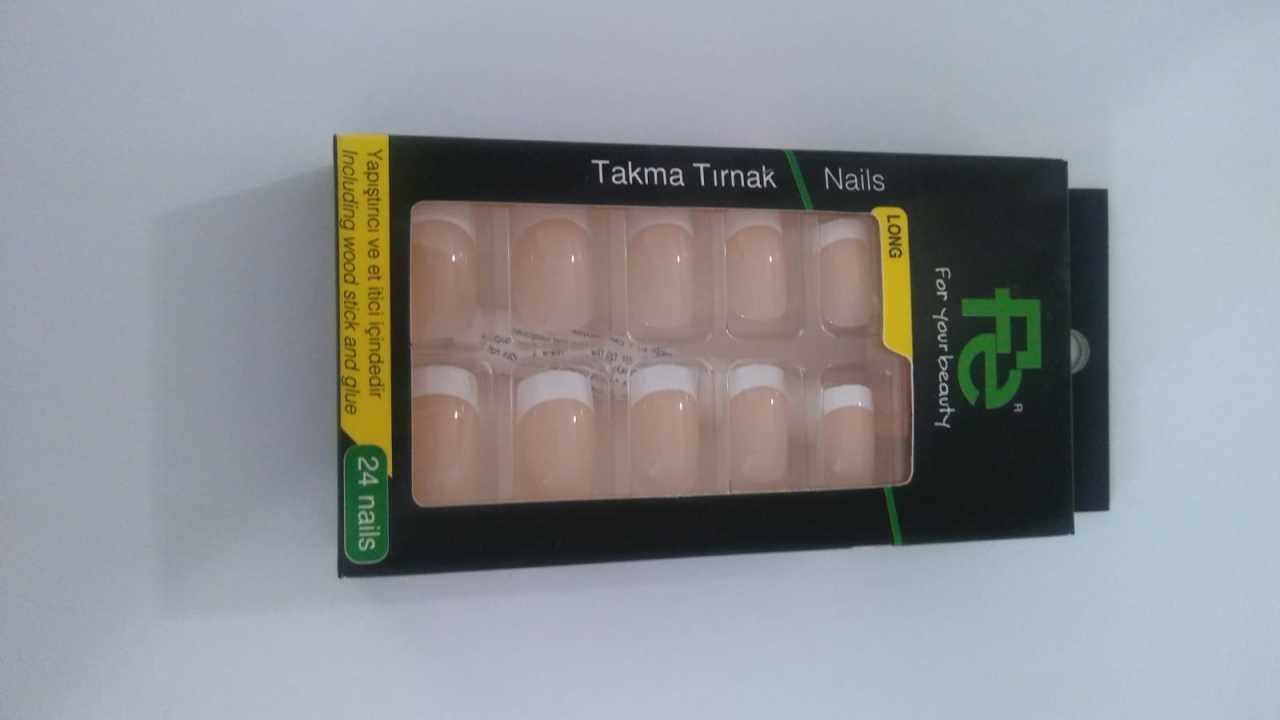 Fe
R
For your beauty
LONG
Takma Tırnak
Nails
Yapıştırıcı ve et itici içindedir
Including wood stick and glue
24 nails